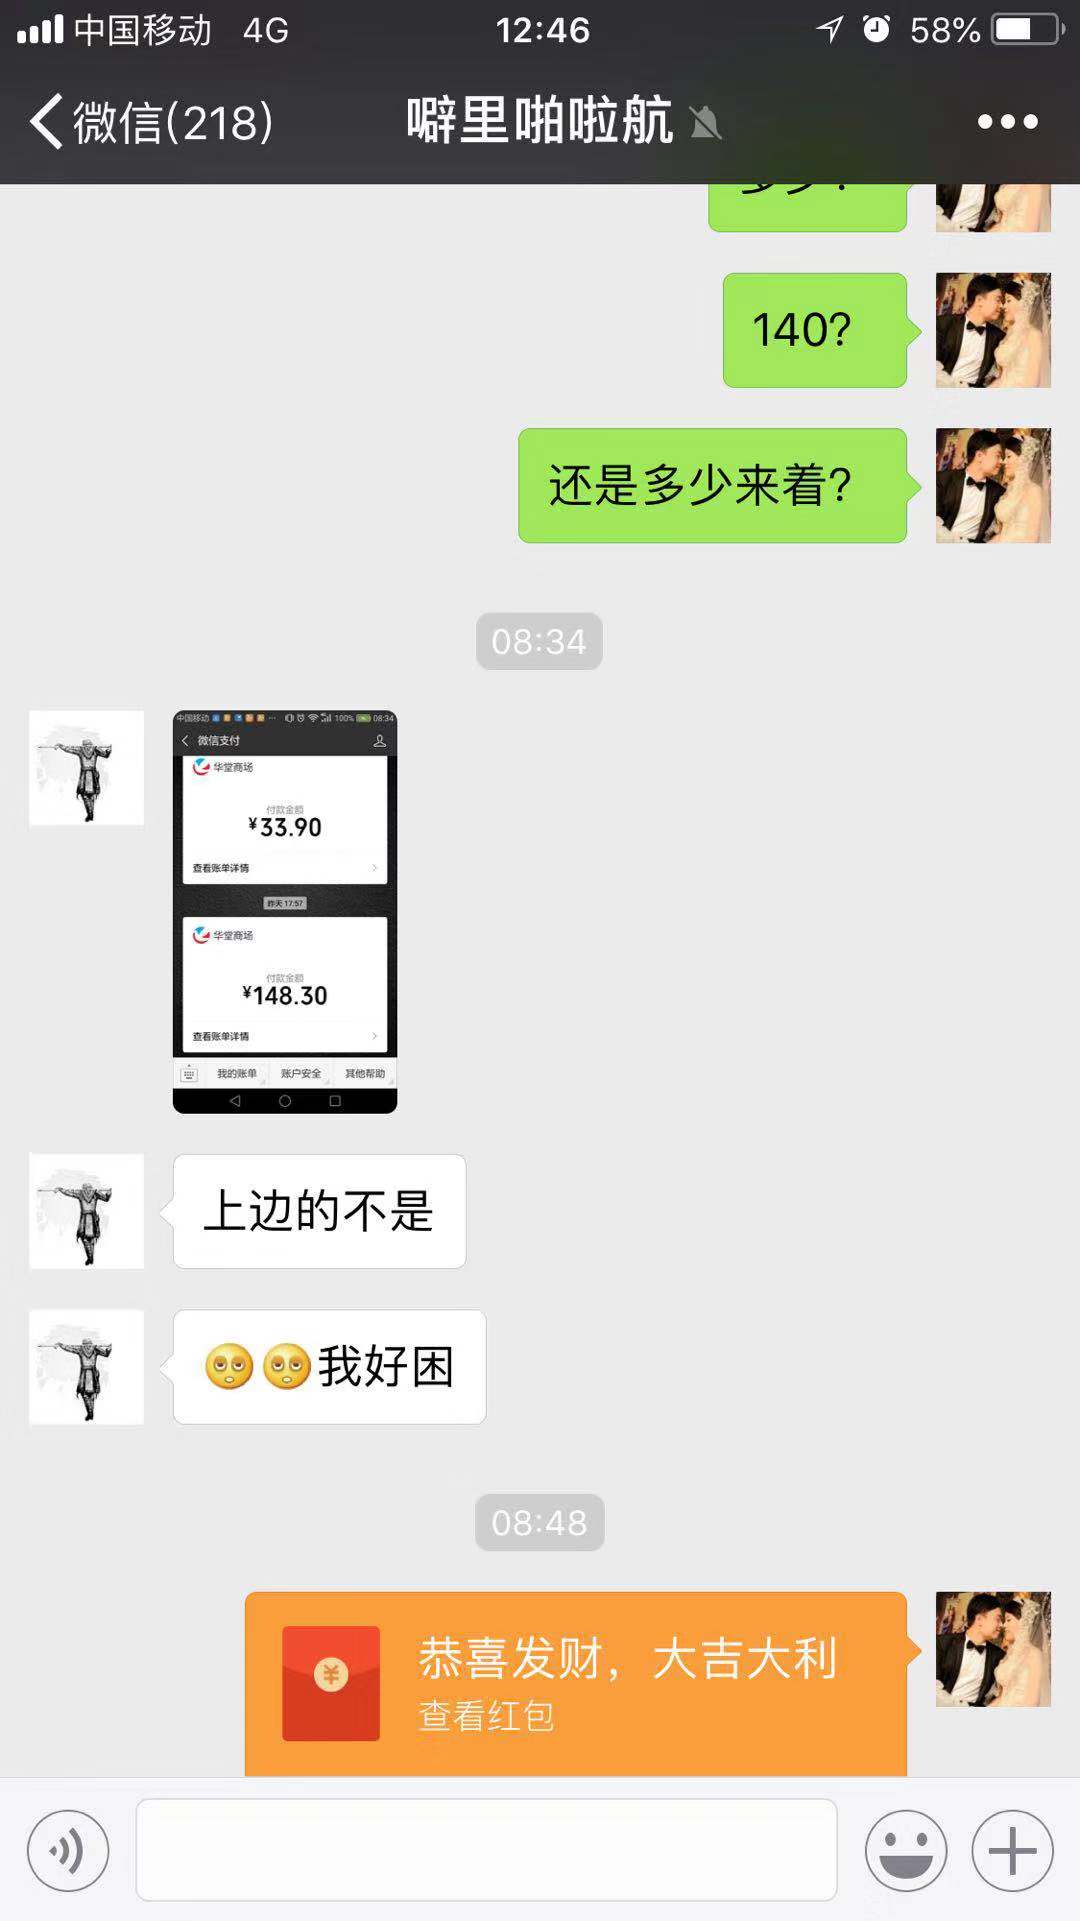 中国移动 4G 12:46 58%
微信(218) 噼里啪啦航
多少?
140?
还是多少来着?
08:34
中国移动 100% 08:34
微信支付
华堂商场
付款金额
¥33.90
查看账单详情
昨天 17:57
华堂商场
付款金额
¥148.30
查看账单详情
我的账单 账户安全 其他帮助
上边的不是
我好困
08:48
恭喜发财，大吉大利
查看红包